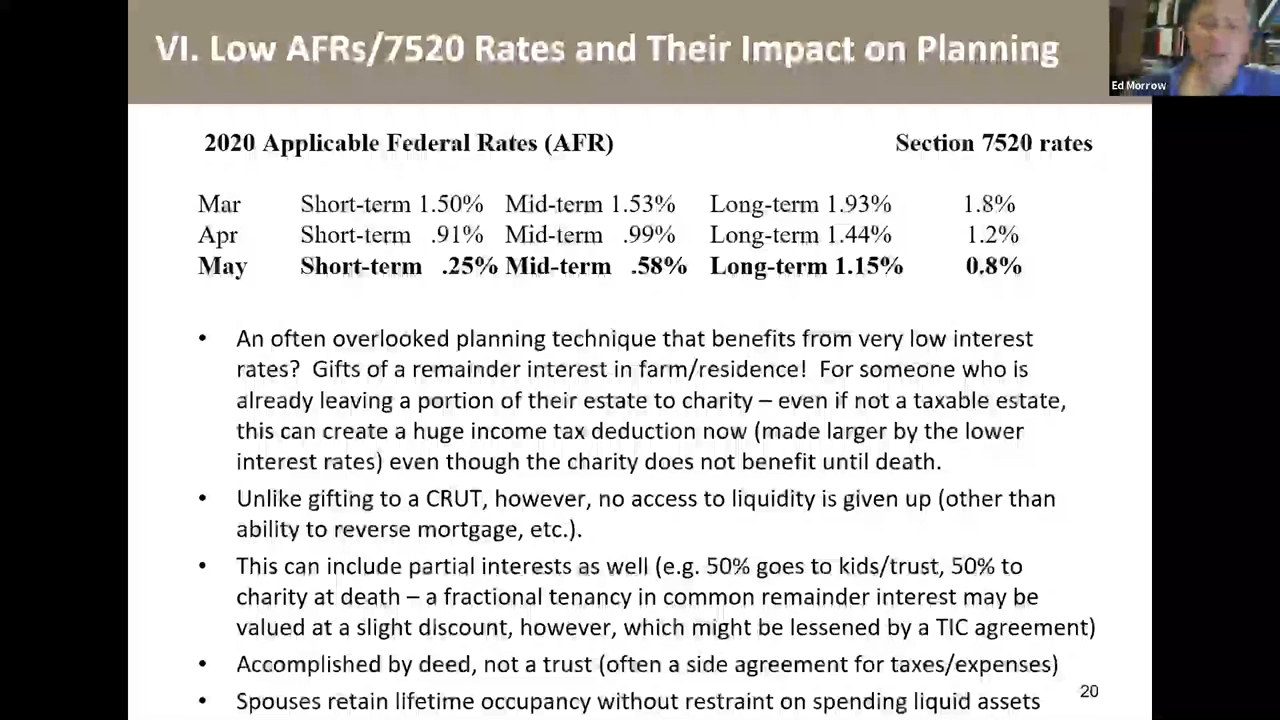 VI. Low AFRs/7520 Rates and Their Impact on Planning
Ed Morrow
2020 Applicable Federal Rates (AFR) Section 7520 rates
Mar Short-term 1.50% Mid-term 1.53% Long-term 1.93% 1.8%
Apr Short-term .91% Mid-term .99% Long-term 1.44% 1.2%
May Short-term .25% Mid-term .58% Long-term 1.15% 0.8%
• An often overlooked planning technique that benefits from very low interest
rates? Gifts of a remainder interest in farm/residence! For someone who is
already leaving a portion of their estate to charity – even if not a taxable estate,
this can create a huge income tax deduction now (made larger by the lower
interest rates) even though the charity does not benefit until death.
• Unlike gifting to a CRUT, however, no access to liquidity is given up (other than
ability to reverse mortgage, etc.).
• This can include partial interests as well (e.g. 50% goes to kids/trust, 50% to
charity at death – a fractional tenancy in common remainder interest may be
valued at a slight discount, however, which might be lessened by a TIC agreement)
• Accomplished by deed, not a trust (often a side agreement for taxes/expenses)
• Spouses retain lifetime occupancy without restraint on spending liquid assets
20